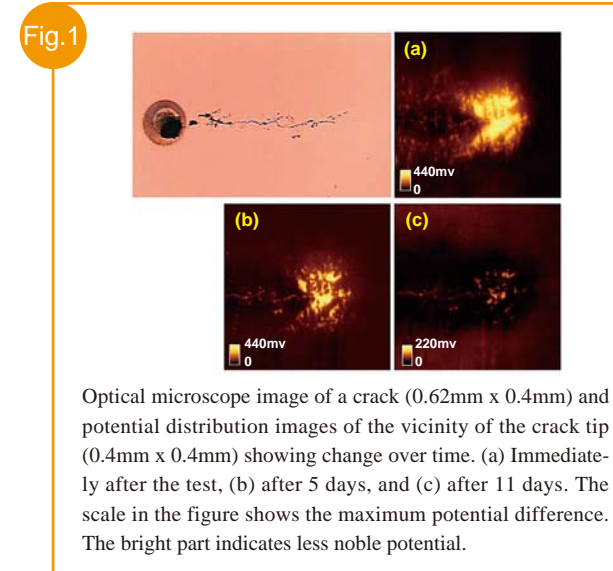 Fig.1
(a)
440mv
0
(b)
(c)
440mv
0
220mv
0
Optical microscope image of a crack (0.62mm x 0.4mm) and
potential distribution images of the vicinity of the crack tip
(0.4mm x 0.4mm) showing change over time. (a) Immediate-
ly after the test, (b) after 5 days, and (c) after 11 days. The
scale in the figure shows the maximum potential difference.
The bright part indicates less noble potential.